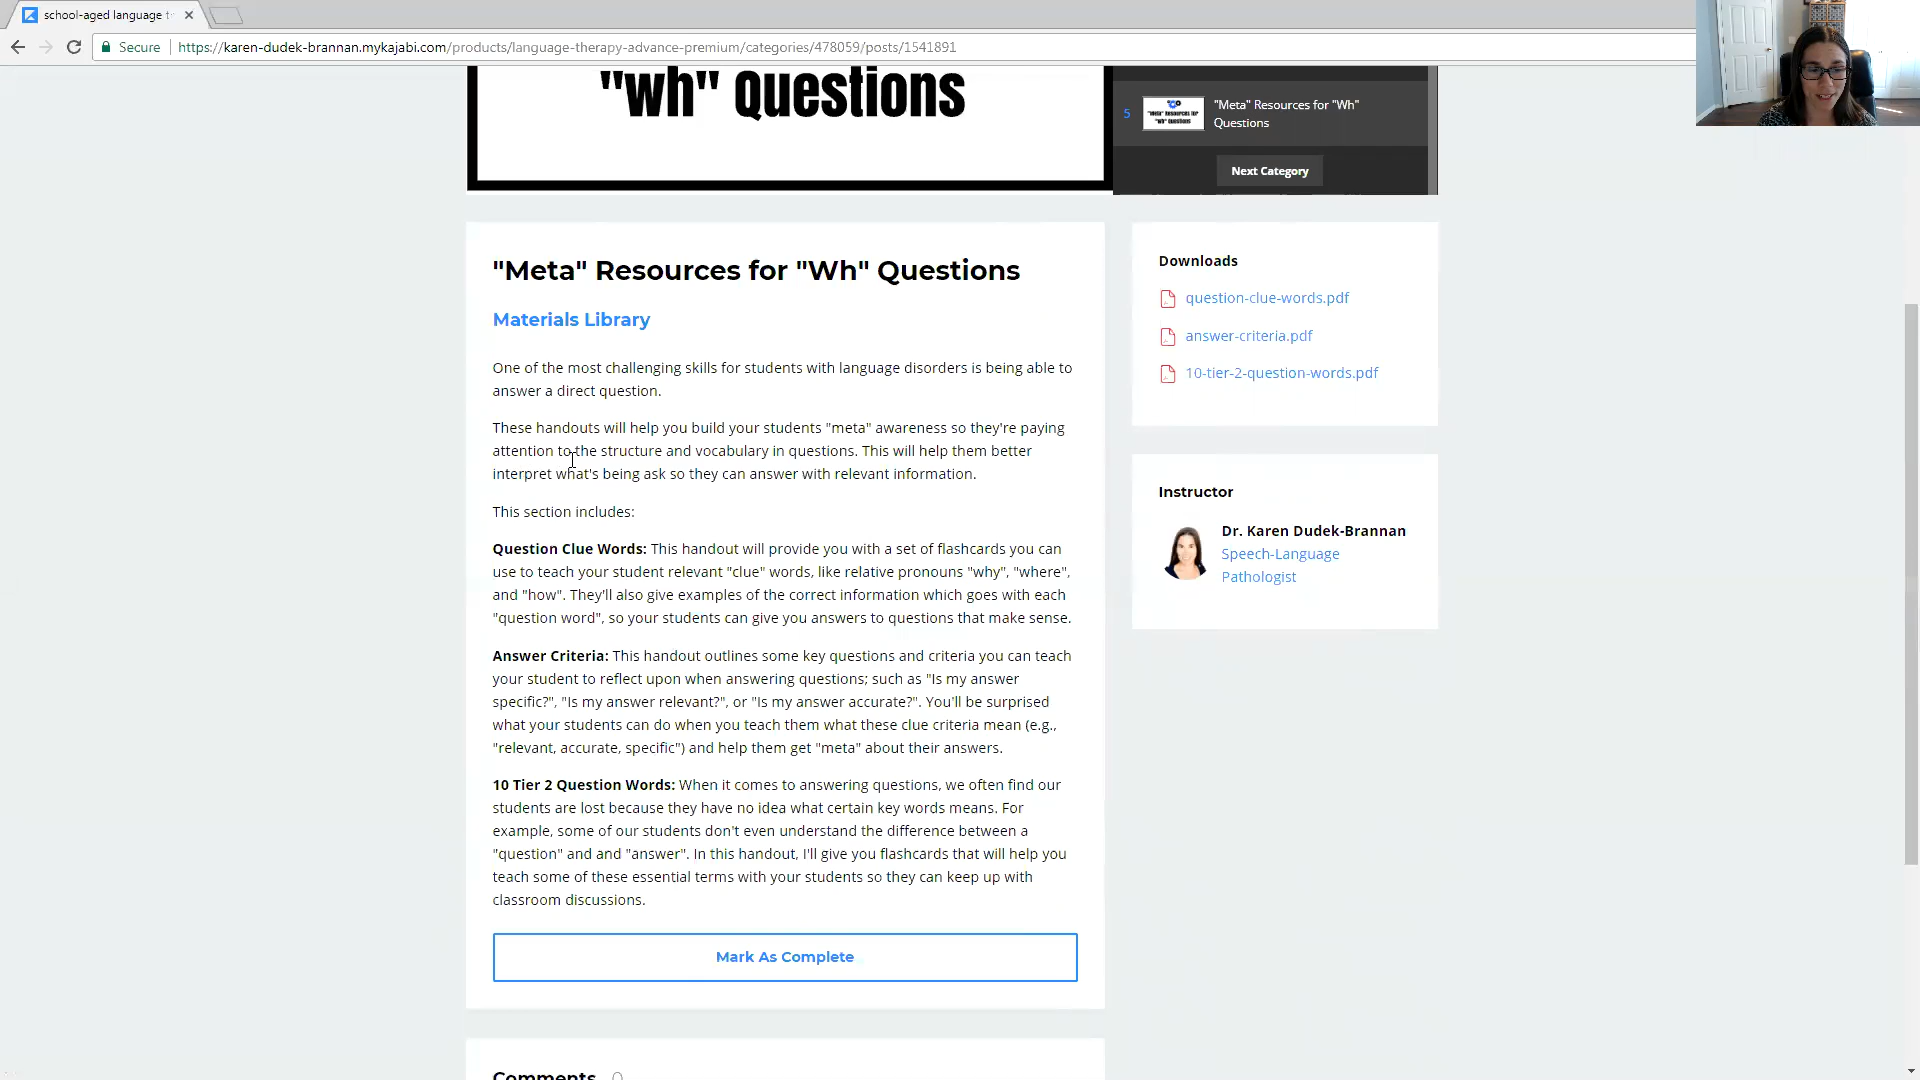 school-aged language t
Secure
https://karen-dudek-brannan.mykajabi.com/products/language-therapy-advance-premium/categories/478059/posts/1541891
"wh" Questions
5
"Meta" Resources for "Wh" Questions
"Meta" Resources for "Wh"
Questions
Next Category
"Meta" Resources for "Wh" Questions
Materials Library
One of the most challenging skills for students with language disorders is being able to
answer a direct question.
These handouts will help you build your students "meta" awareness so they're paying
attention to the structure and vocabulary in questions. This will help them better
interpret what's being ask so they can answer with relevant information.
This section includes:
Question Clue Words: This handout will provide you with a set of flashcards you can
use to teach your student relevant "clue" words, like relative pronouns "why", "where",
and "how". They'll also give examples of the correct information which goes with each
"question word", so your students can give you answers to questions that make sense.
Answer Criteria: This handout outlines some key questions and criteria you can teach
your student to reflect upon when answering questions; such as "Is my answer
specific?", "Is my answer relevant?", or "Is my answer accurate?". You'll be surprised
what your students can do when you teach them what these clue criteria mean (e.g.,
"relevant, accurate, specific") and help them get "meta" about their answers.
10 Tier 2 Question Words: When it comes to answering questions, we often find our
students are lost because they have no idea what certain key words means. For
example, some of our students don't even understand the difference between a
"question" and and "answer". In this handout, I'll give you flashcards that will help you
teach some of these essential terms with your students so they can keep up with
classroom discussions.
Mark As Complete
Comments 0
Downloads
question-clue-words.pdf
answer-criteria.pdf
10-tier-2-question-words.pdf
Instructor
Dr. Karen Dudek-Brannan
Speech-Language
Pathologist